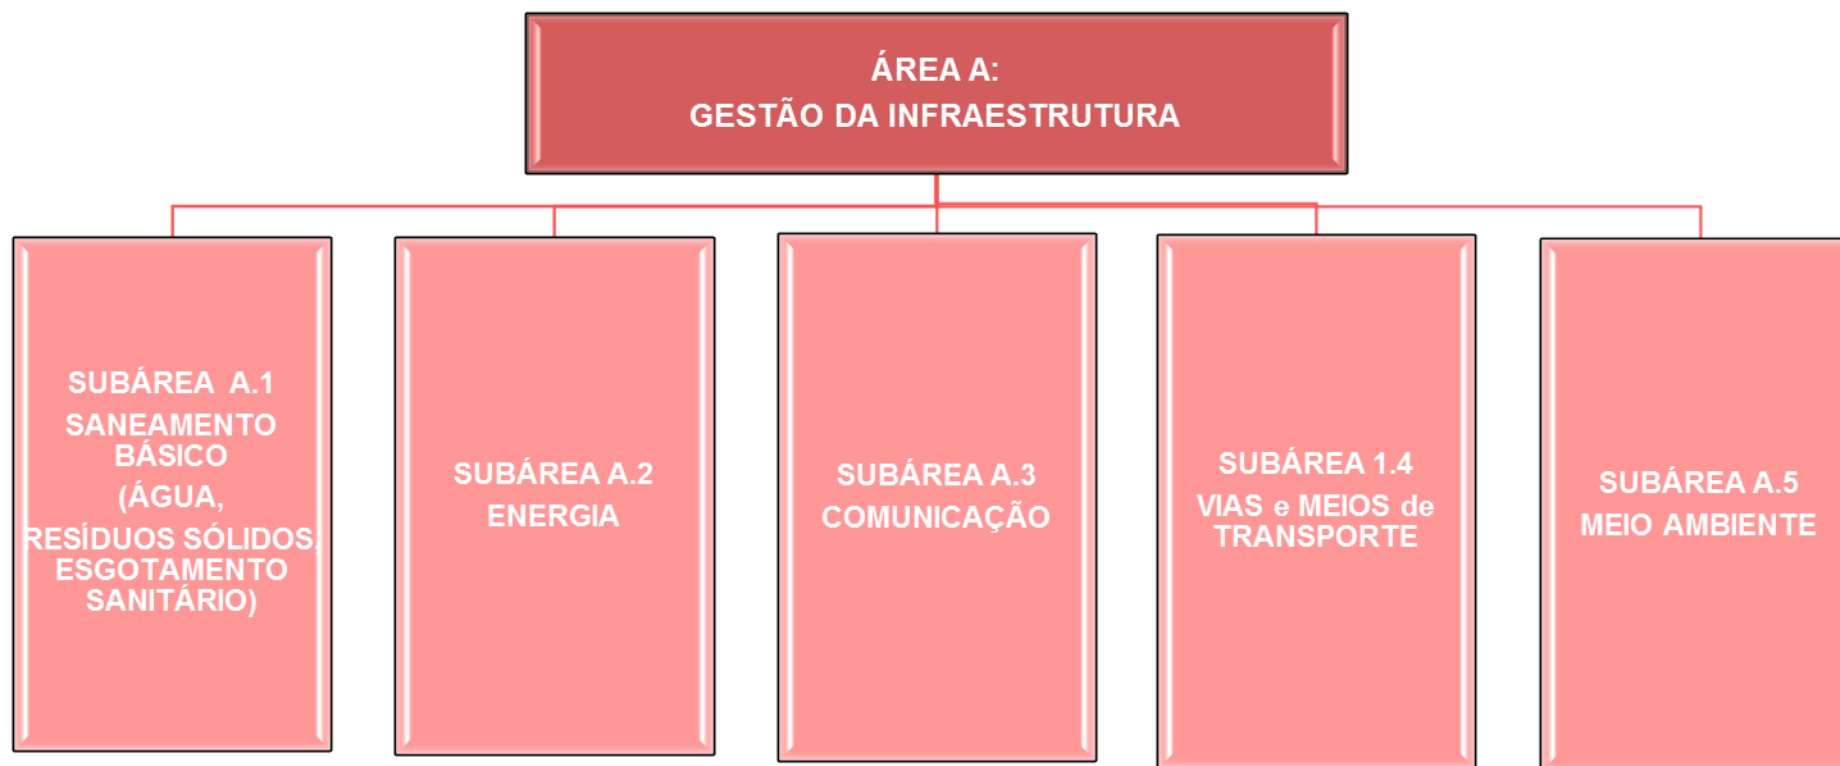 ÁREA A:
GESTÃO DA INFRAESTRUTURA
SUBÁREA A.1
SANEAMENTO
BÁSICO
(ÁGUA,
RESÍDUOS SÓLIDOS,
ESGOTAMENTO
SANITÁRIO)
SUBÁREA A.2
ENERGIA
SUBÁREA A.3
COMUNICAÇÃO
SUBÁREA 1.4
VIAS e MEIOS de
TRANSPORTE
SUBÁREA A.5
MEIO AMBIENTE